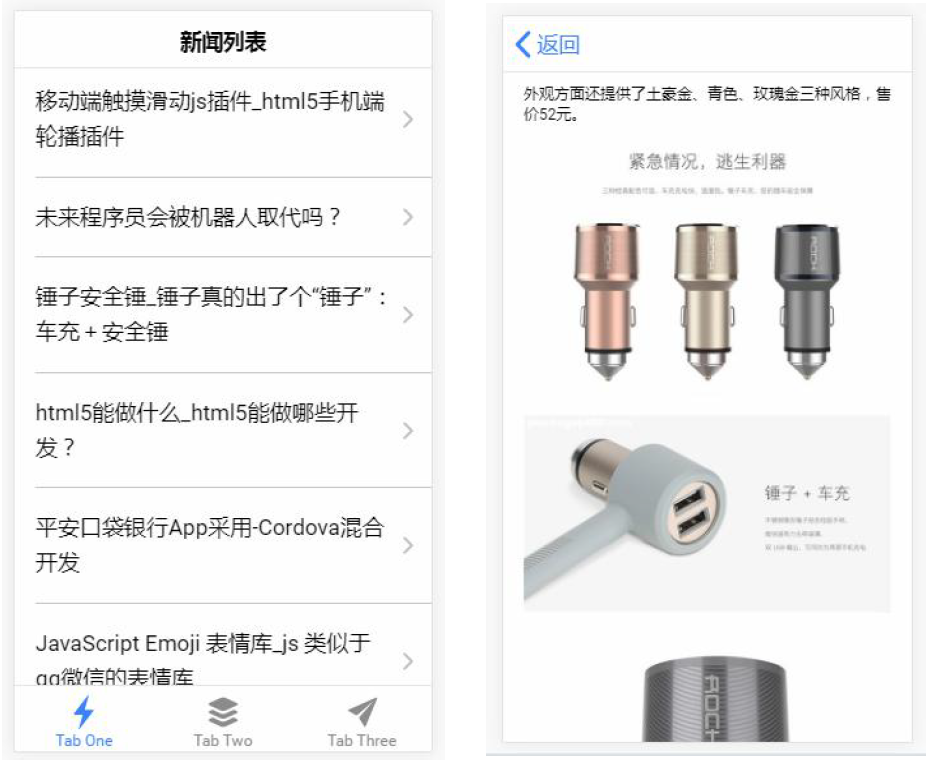 新闻列表
移动端触摸滑动js插件_html5手机端
轮播插件
未来程序员会被机器人取代吗？
锤子安全锤_锤子真的出了个“锤子”：
车充 + 安全锤
html5能做什么_html5能做哪些开
发？
平安口袋银行App采用-Cordova混合
开发
JavaScript Emoji 表情库_js 类似于
qq微信的表情库
Tab One
Tab Two
Tab Three
返回
外观方面还提供了土豪金、青色、玫瑰金三种风格，售
价52元。
紧急情况，逃生利器
ROCK
ROCK
ROCK
锤子 + 车充
ROCK